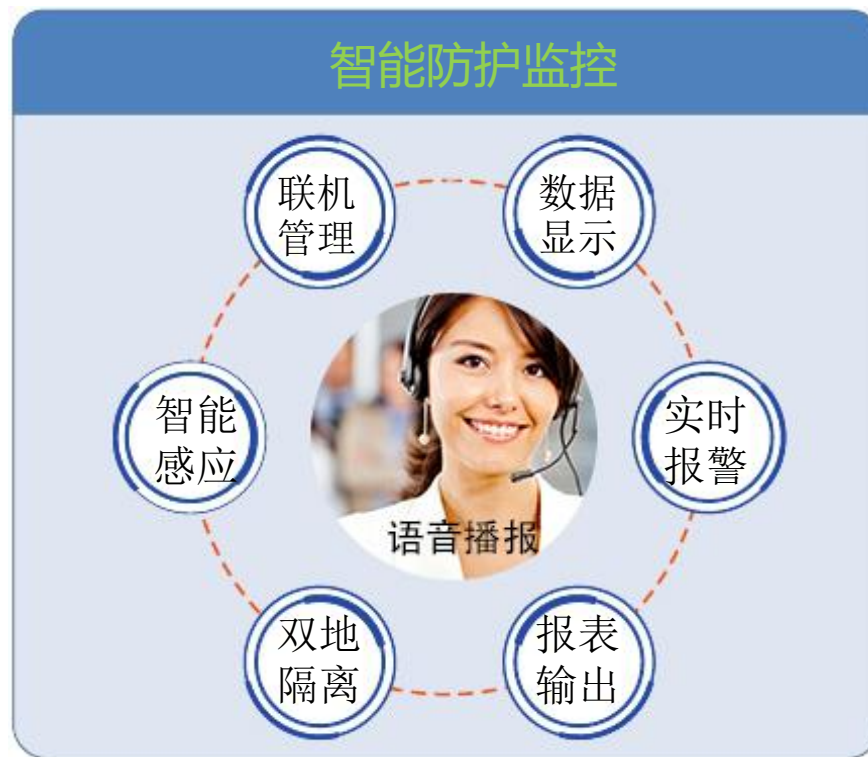 智能防护监控
联机
管理
数据
显示
智能
感应
实时
报警
语音播报
双地
隔离
报表
输出